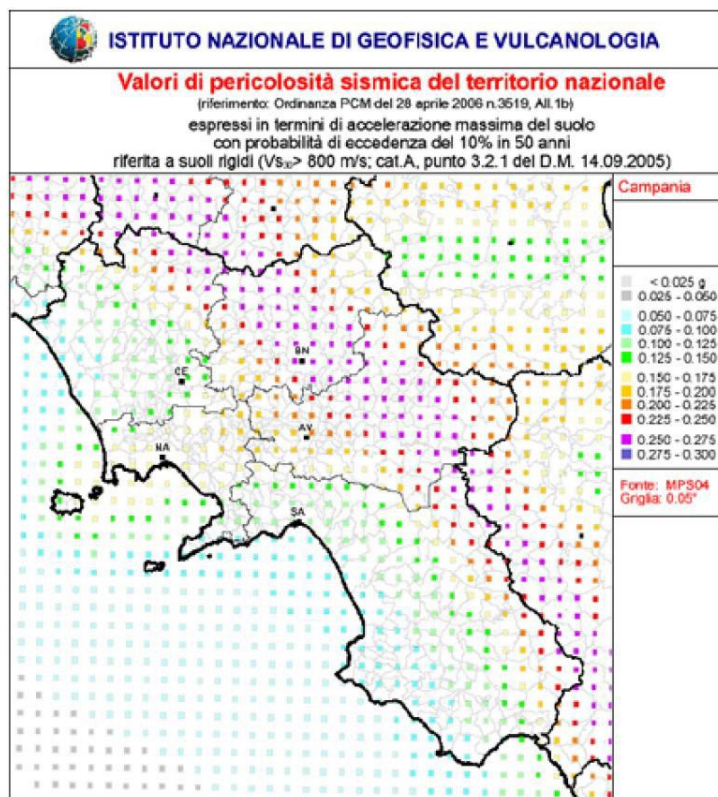 ISTITUTO NAZIONALE DI GEOFISICA E VULCANOLOGIA
Valori di pericolosità sismica del territorio nazionale
(riferimento: Ordinanza PCM del 28 aprile 2006 n.3519, All.1b)
espressi in termini di accelerazione massima del suolo
con probabilità di eccedenza del 10% in 50 anni
riferita a suoli rigidi (Vs₃₀> 800 m/s; cat.A, punto 3.2.1 del D.M. 14.09.2005)
Campania
< 0.025 g
0.025 - 0.050
0.050 - 0.075
0.075 - 0.100
0.100 - 0.125
0.125 - 0.150
0.150 - 0.175
0.175 - 0.200
0.200 - 0.225
0.225 - 0.250
0.250 - 0.275
0.275 - 0.300
Fonte: MPS04
Griglia: 0.05°
BN
CE
AV
NA
SA